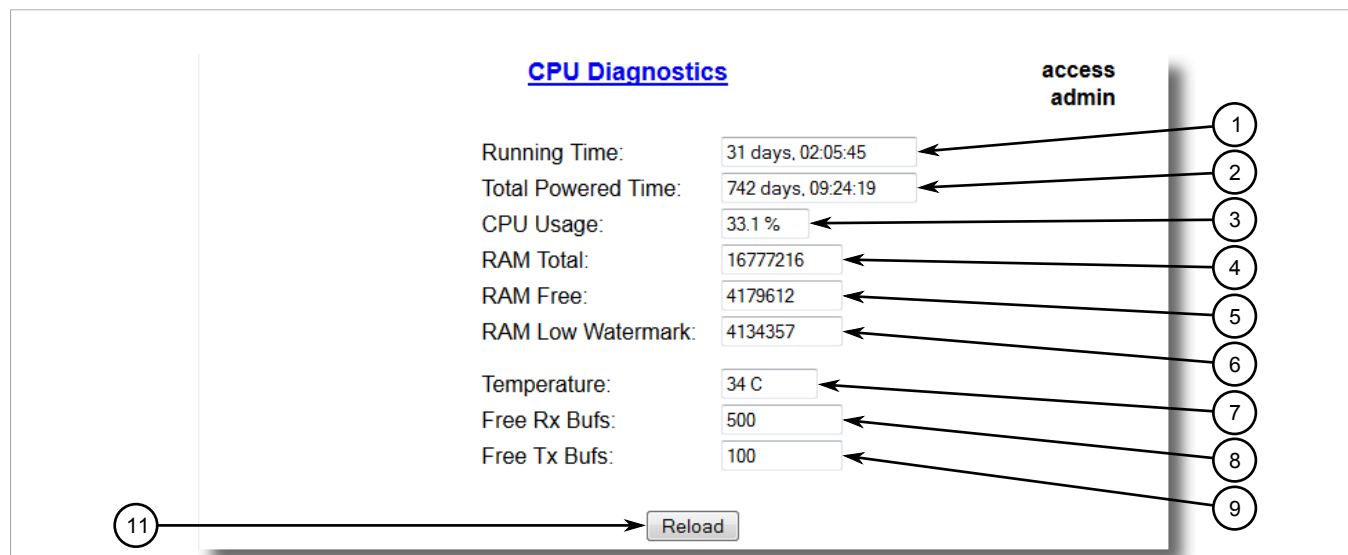 CPU Diagnostics
access
admin
Running Time: 31 days, 02:05:45 1
Total Powered Time: 742 days, 09:24:19 2
CPU Usage: 33.1 % 3
RAM Total: 16777216 4
RAM Free: 4179612 5
RAM Low Watermark: 4134357 6
Temperature: 34 C 7
Free Rx Bufs: 500 8
Free Tx Bufs: 100 9
11 Reload